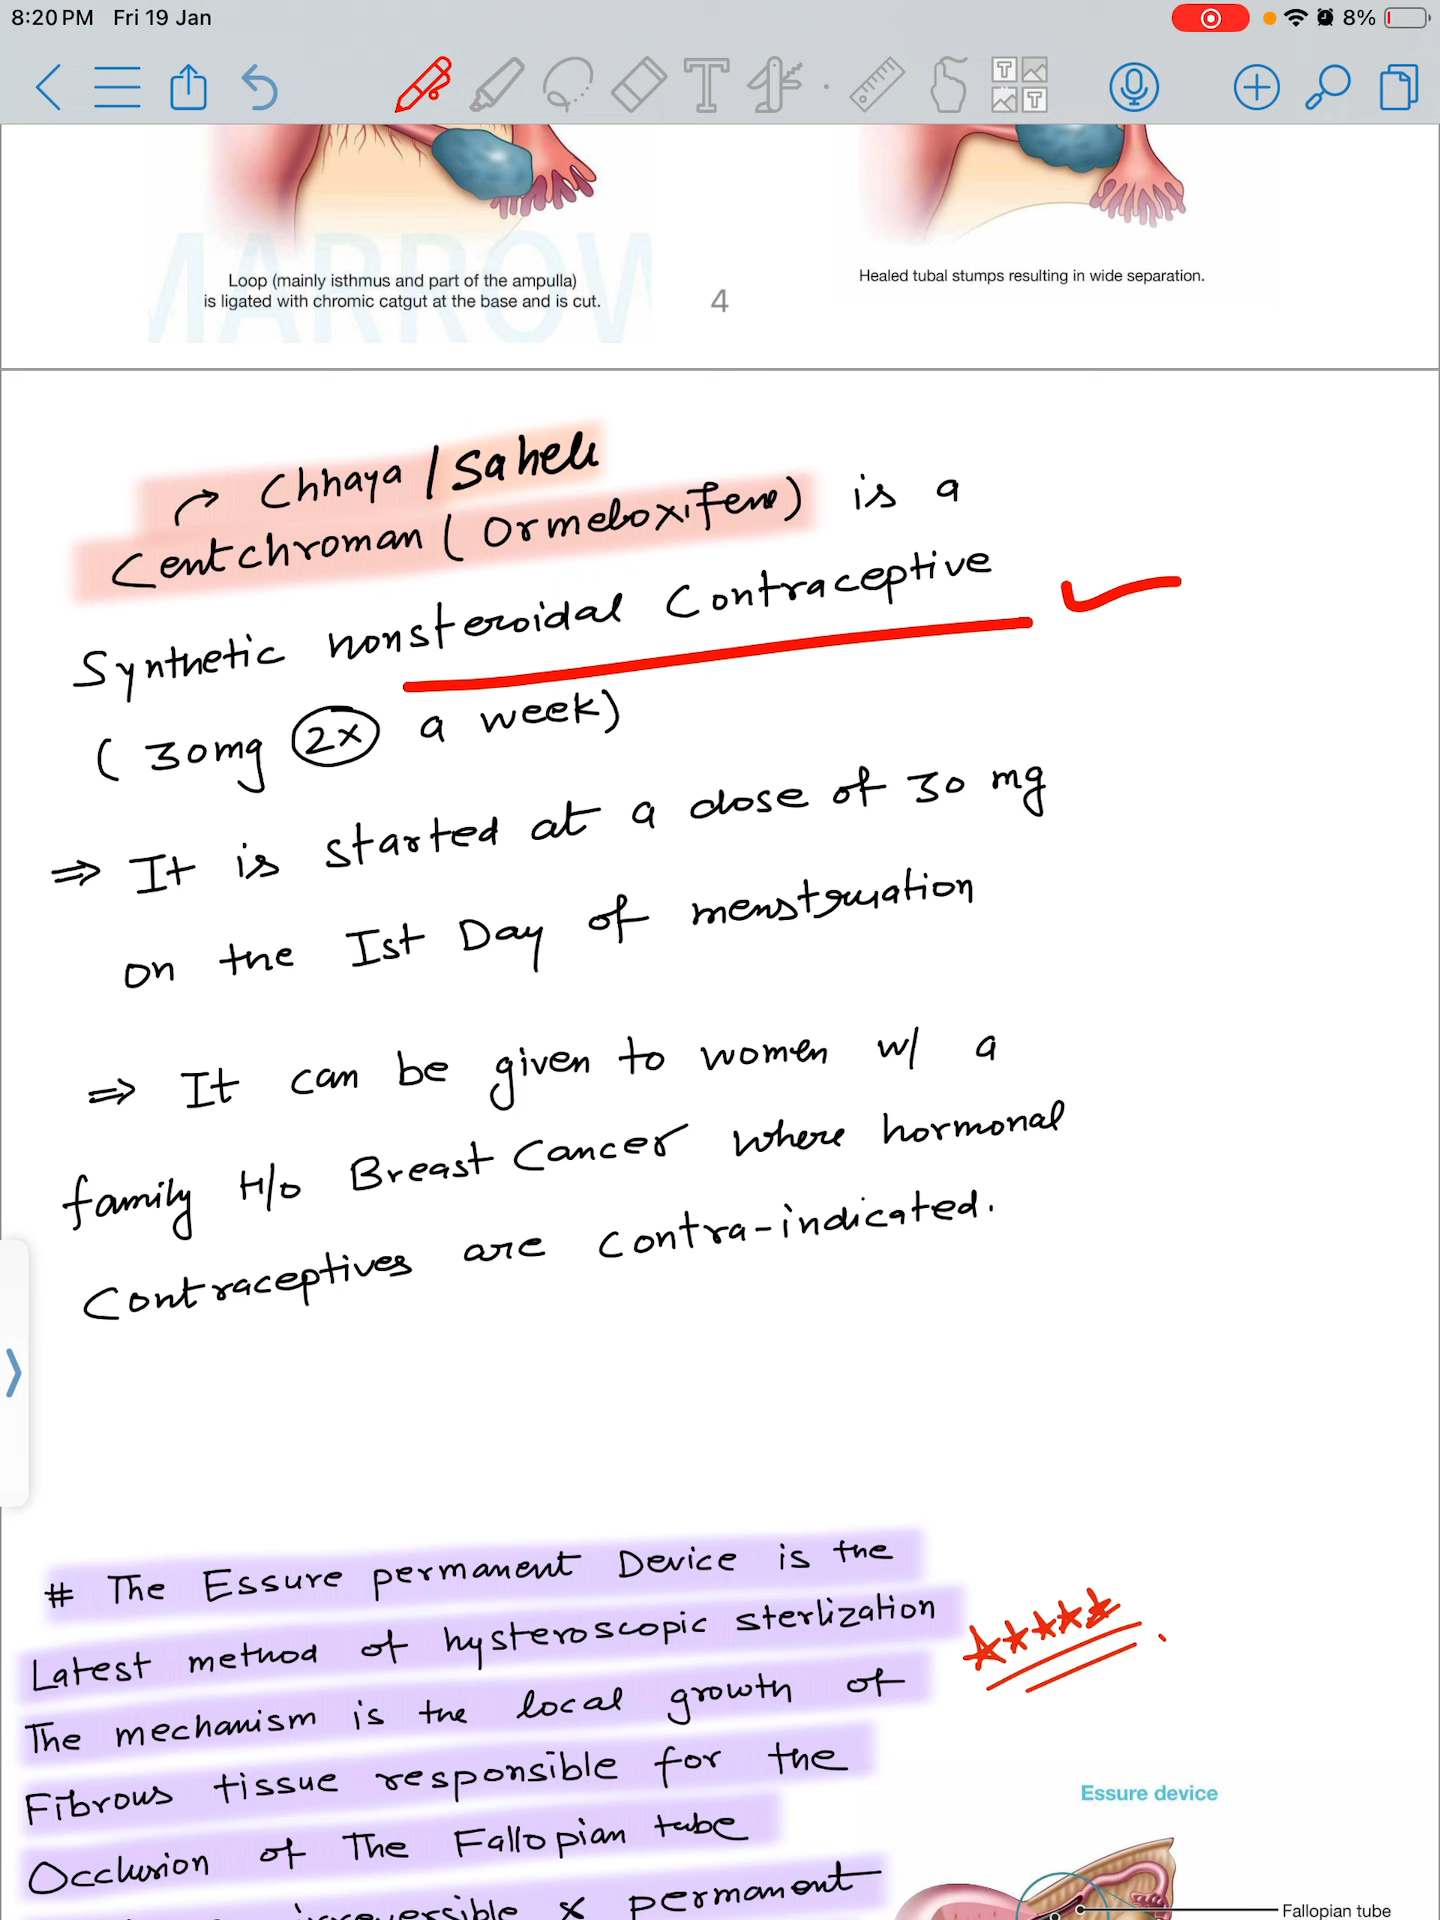 8:20 PM Fri 19 Jan
8%
MARROW
Loop (mainly isthmus and part of the ampulla)
is ligated with chromic catgut at the base and is cut.
4
Healed tubal stumps resulting in wide separation.
Chhaya / Saheli
Centchroman ( Ormeloxifene) is a
Synthetic nonsteroidal Contraceptive
( 30mg 2x a week)
⇒ It is started at a dose of 30 mg
on the Ist Day of menstruation
⇒ It can be given to women w/ a
family H/o Breast Cancer where hormonal
Contraceptives are contra-indicated.
# The Essure permanent Device is the
Latest method of hysteroscopic sterlization
The mechanism is the local growth of
Fibrous tissue responsible for the
Occlusion of The Fallopian tube
irreversible x permanent
Essure device
Fallopian tube